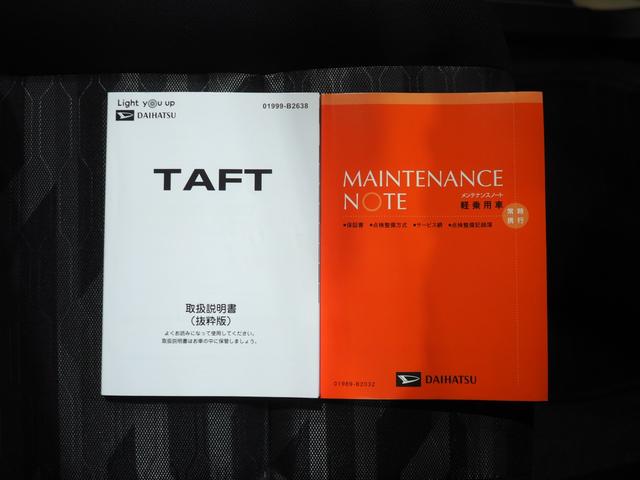 Light you up
DAIHATSU
01999-B2638
TAFT
取扱説明書
（抜粋版）
よくお読みになって使用してください。
取扱説明書はお車の中に保管しましょう。
MAINTENANCE
NOTE
メンテナンスノート
軽乗用車
常時
携行
●保証書 ●点検整備方式 ●サービス網 ●点検整備記録簿
01989-B2032
DAIHATSU